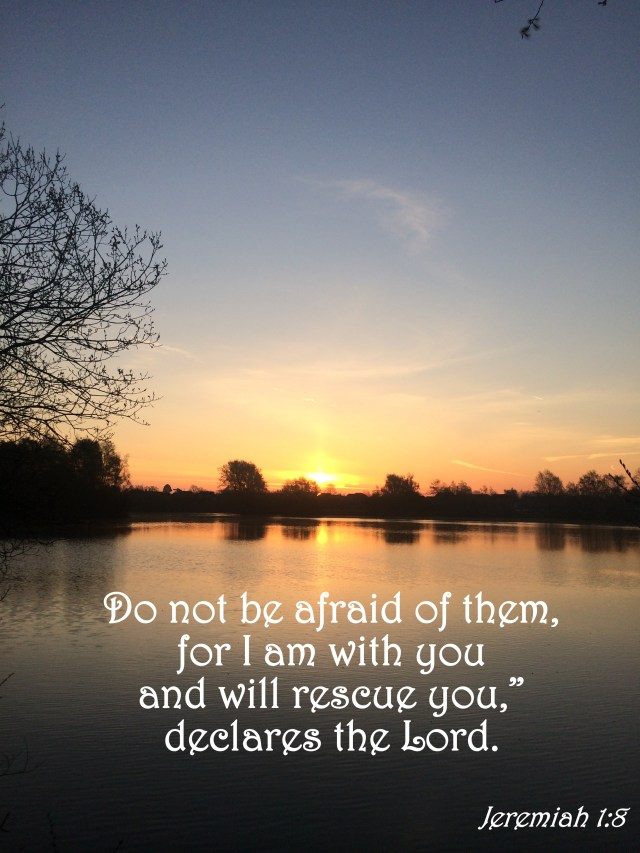 Do not be afraid of them,
for I am with you
and will rescue you,”
declares the Lord.
Jeremiah 1:8